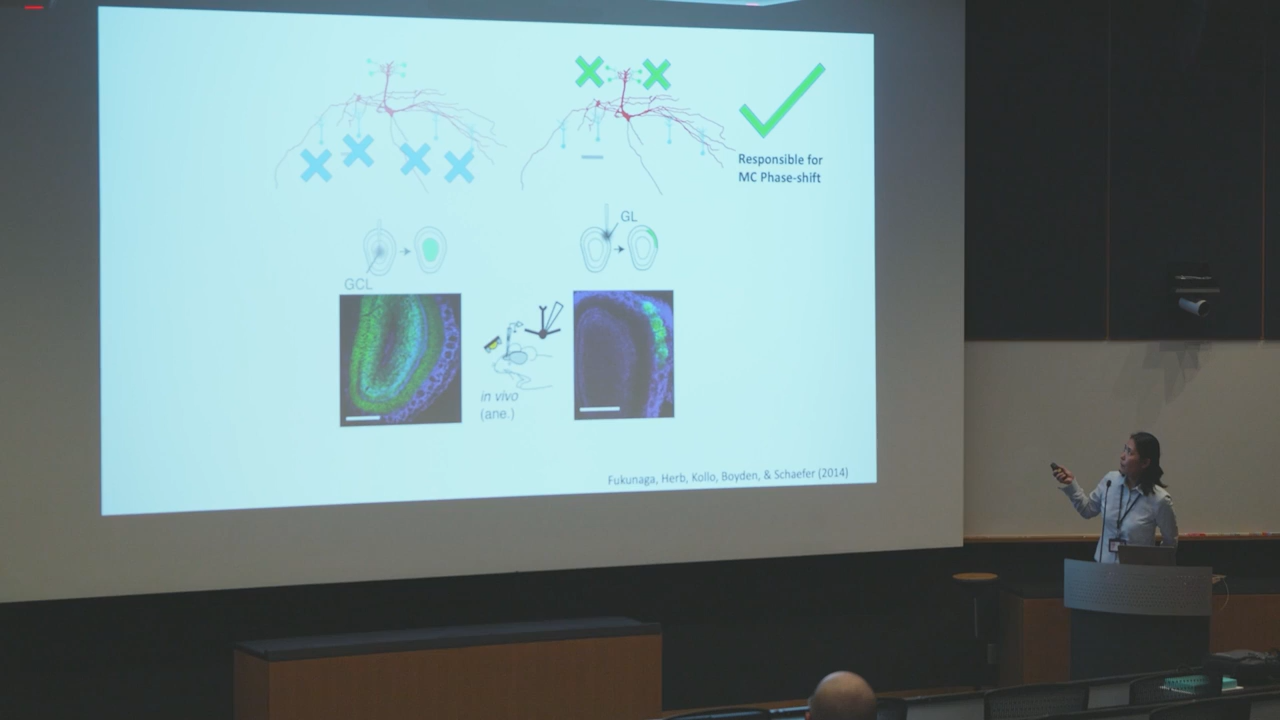 Responsible for
MC Phase-shift
GL
GCL
in vivo
(ane.)
Fukunaga, Herb, Kollo, Boyden, & Schaefer (2014)